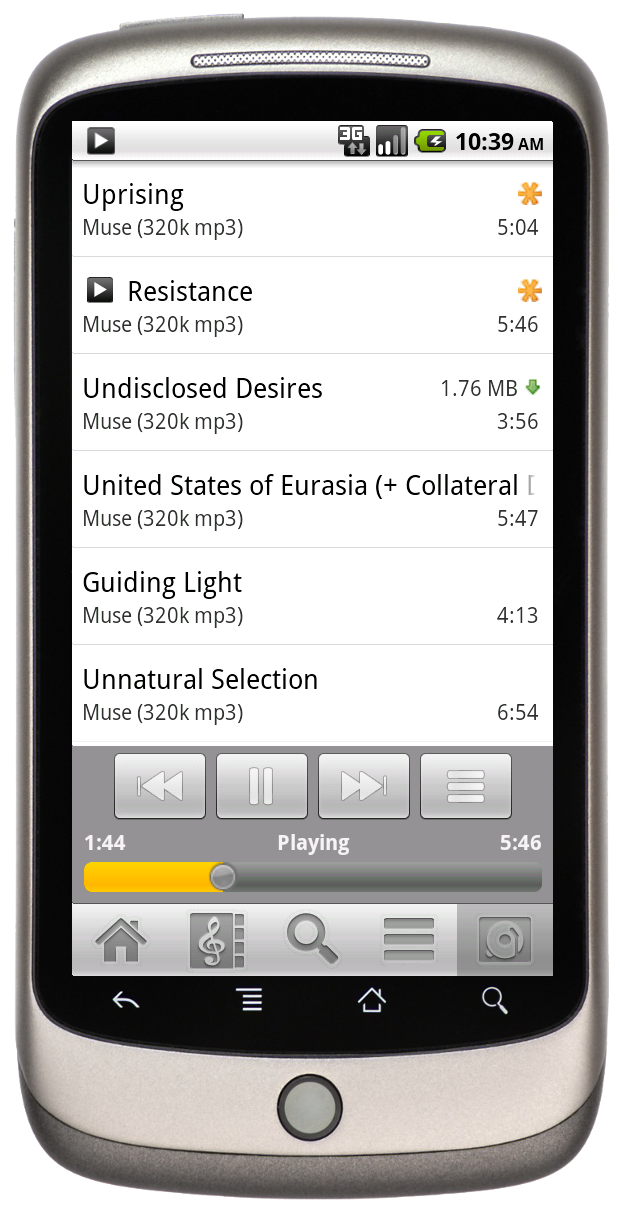 3G
10:39 AM
Uprising
Muse (320k mp3)
5:04
Resistance
Muse (320k mp3)
5:46
Undisclosed Desires
1.76 MB
Muse (320k mp3)
3:56
United States of Eurasia (+ Collateral
Muse (320k mp3)
5:47
Guiding Light
Muse (320k mp3)
4:13
Unnatural Selection
Muse (320k mp3)
6:54
1:44
Playing
5:46